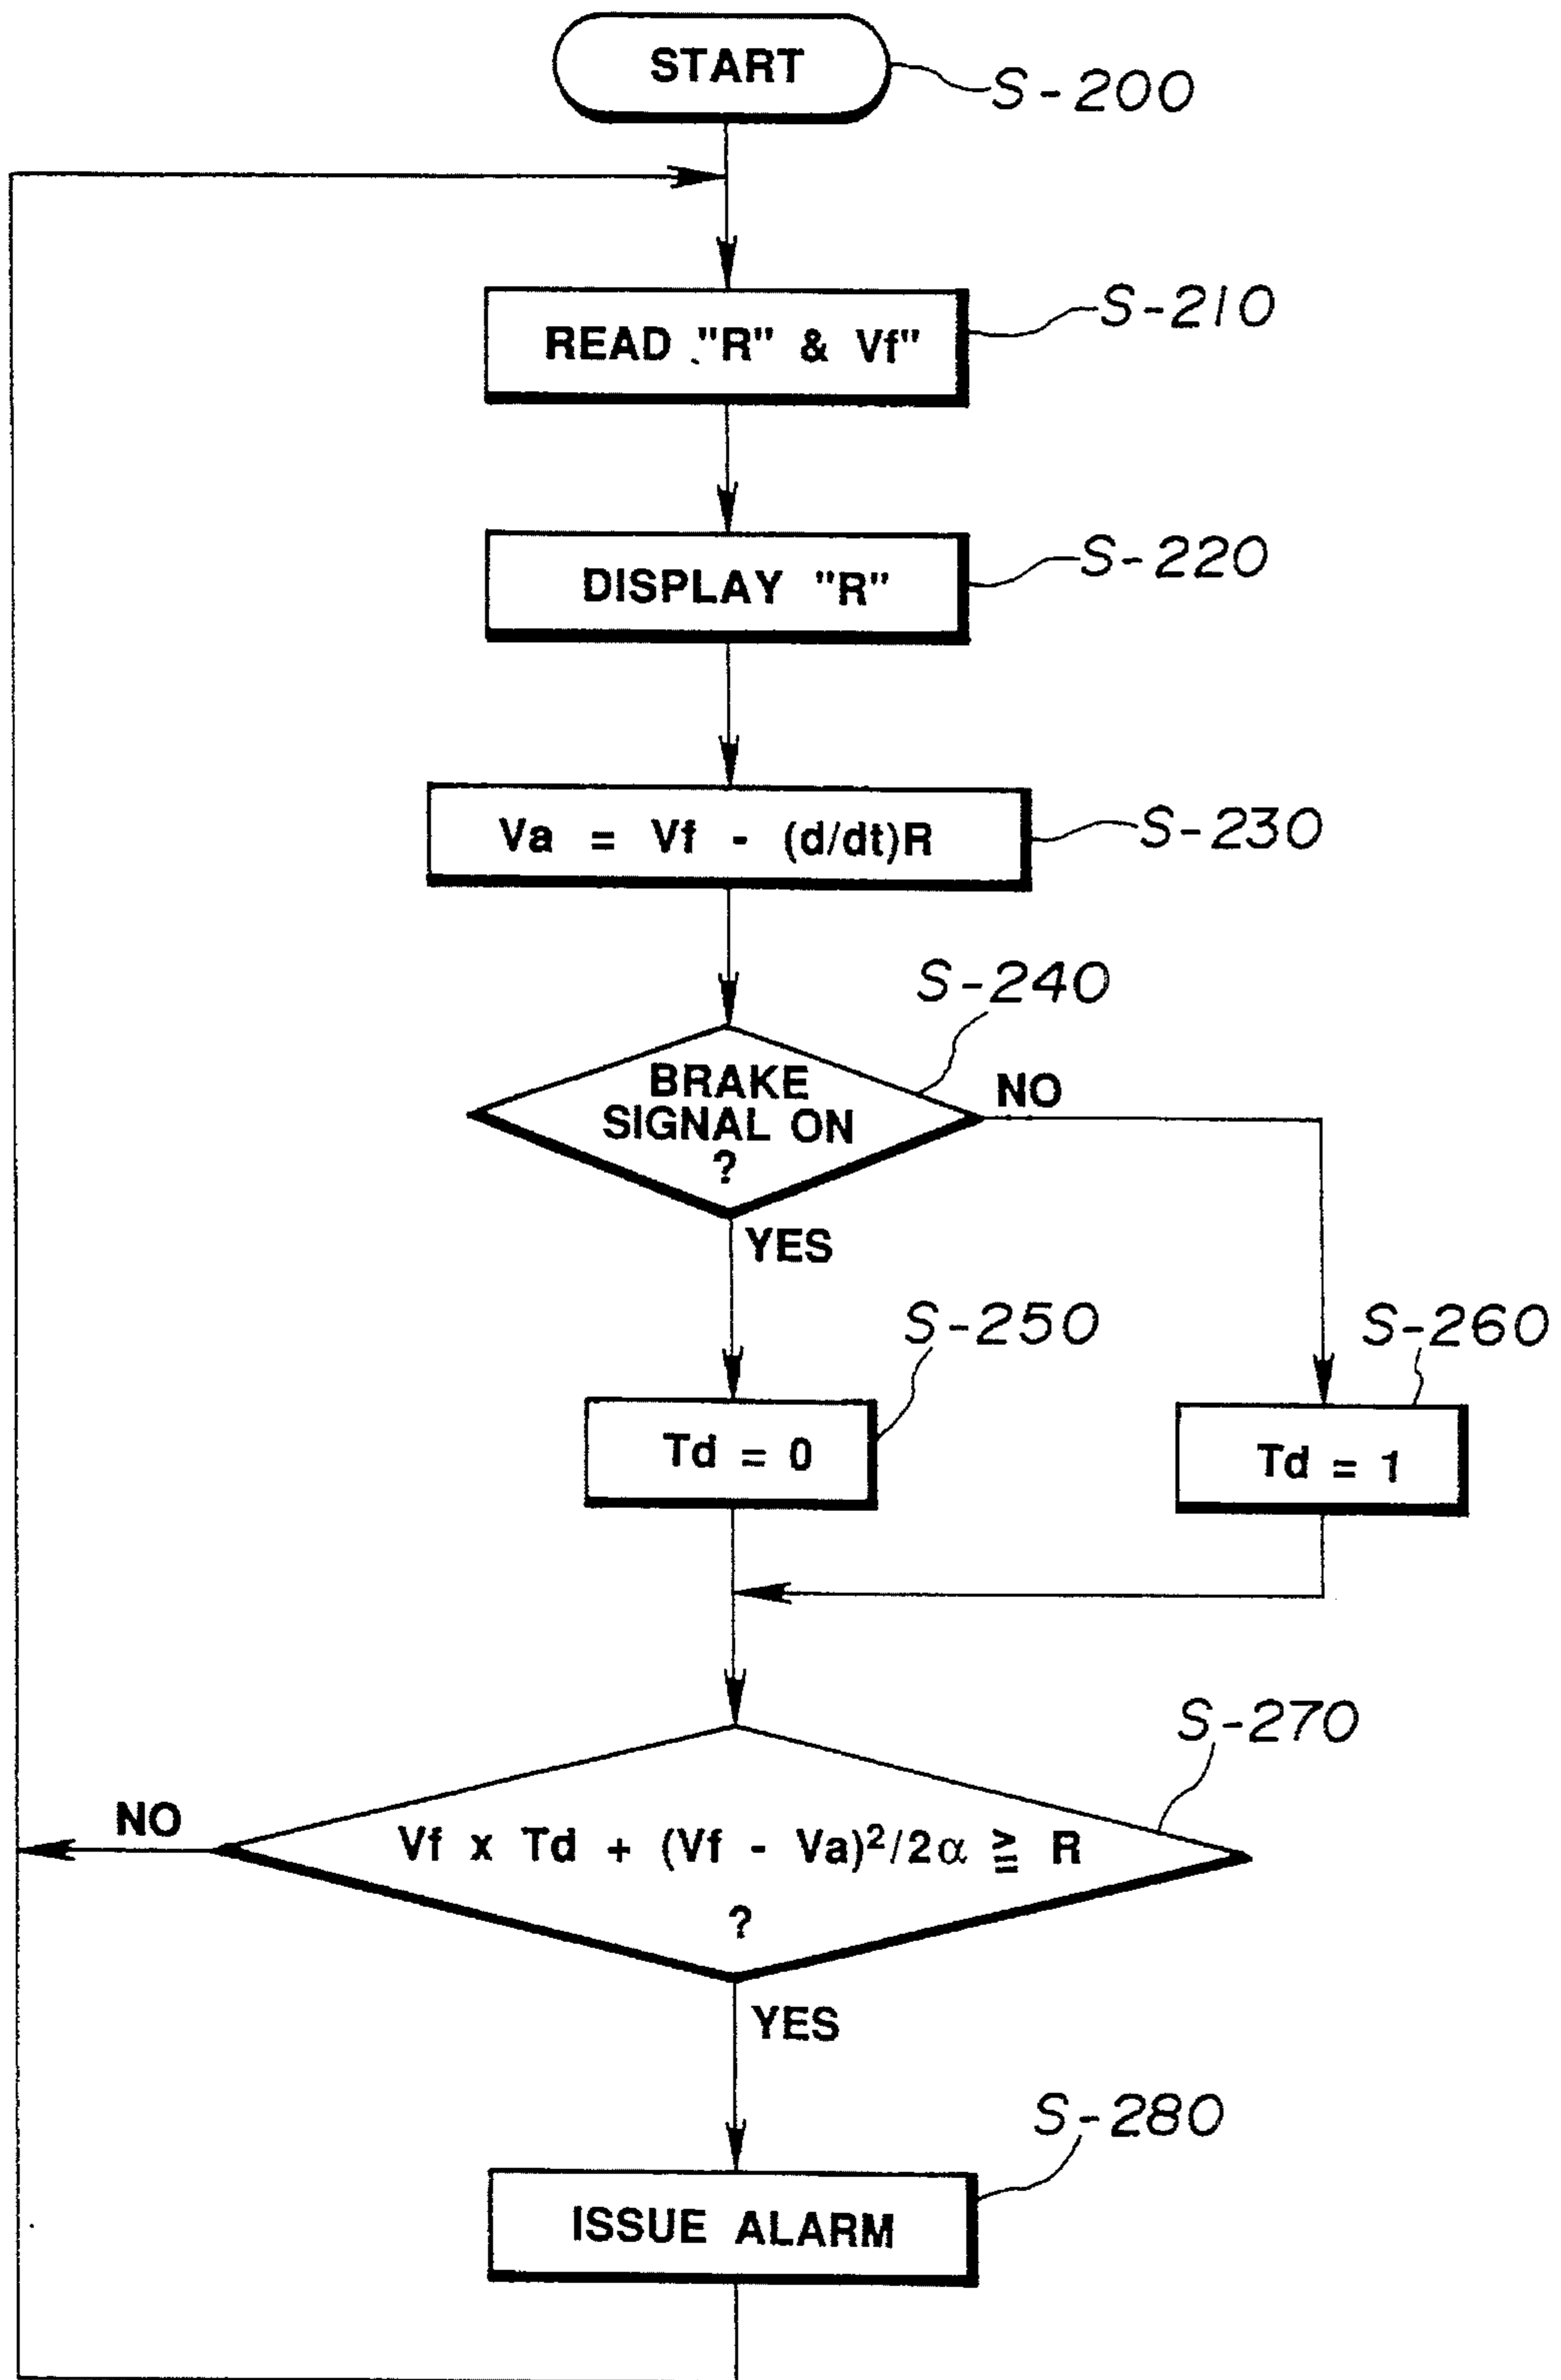 START
S-200
READ "R" & Vf"
S-210
DISPLAY "R"
S-220
Va = Vf - (d/dt)R
S-230
S-240
BRAKE
SIGNAL ON
?
NO
YES
S-250
S-260
Td = 0
Td = 1
S-270
NO
Vf x Td + (Vf - Va)²/2α ≧ R
?
YES
S-280
ISSUE ALARM